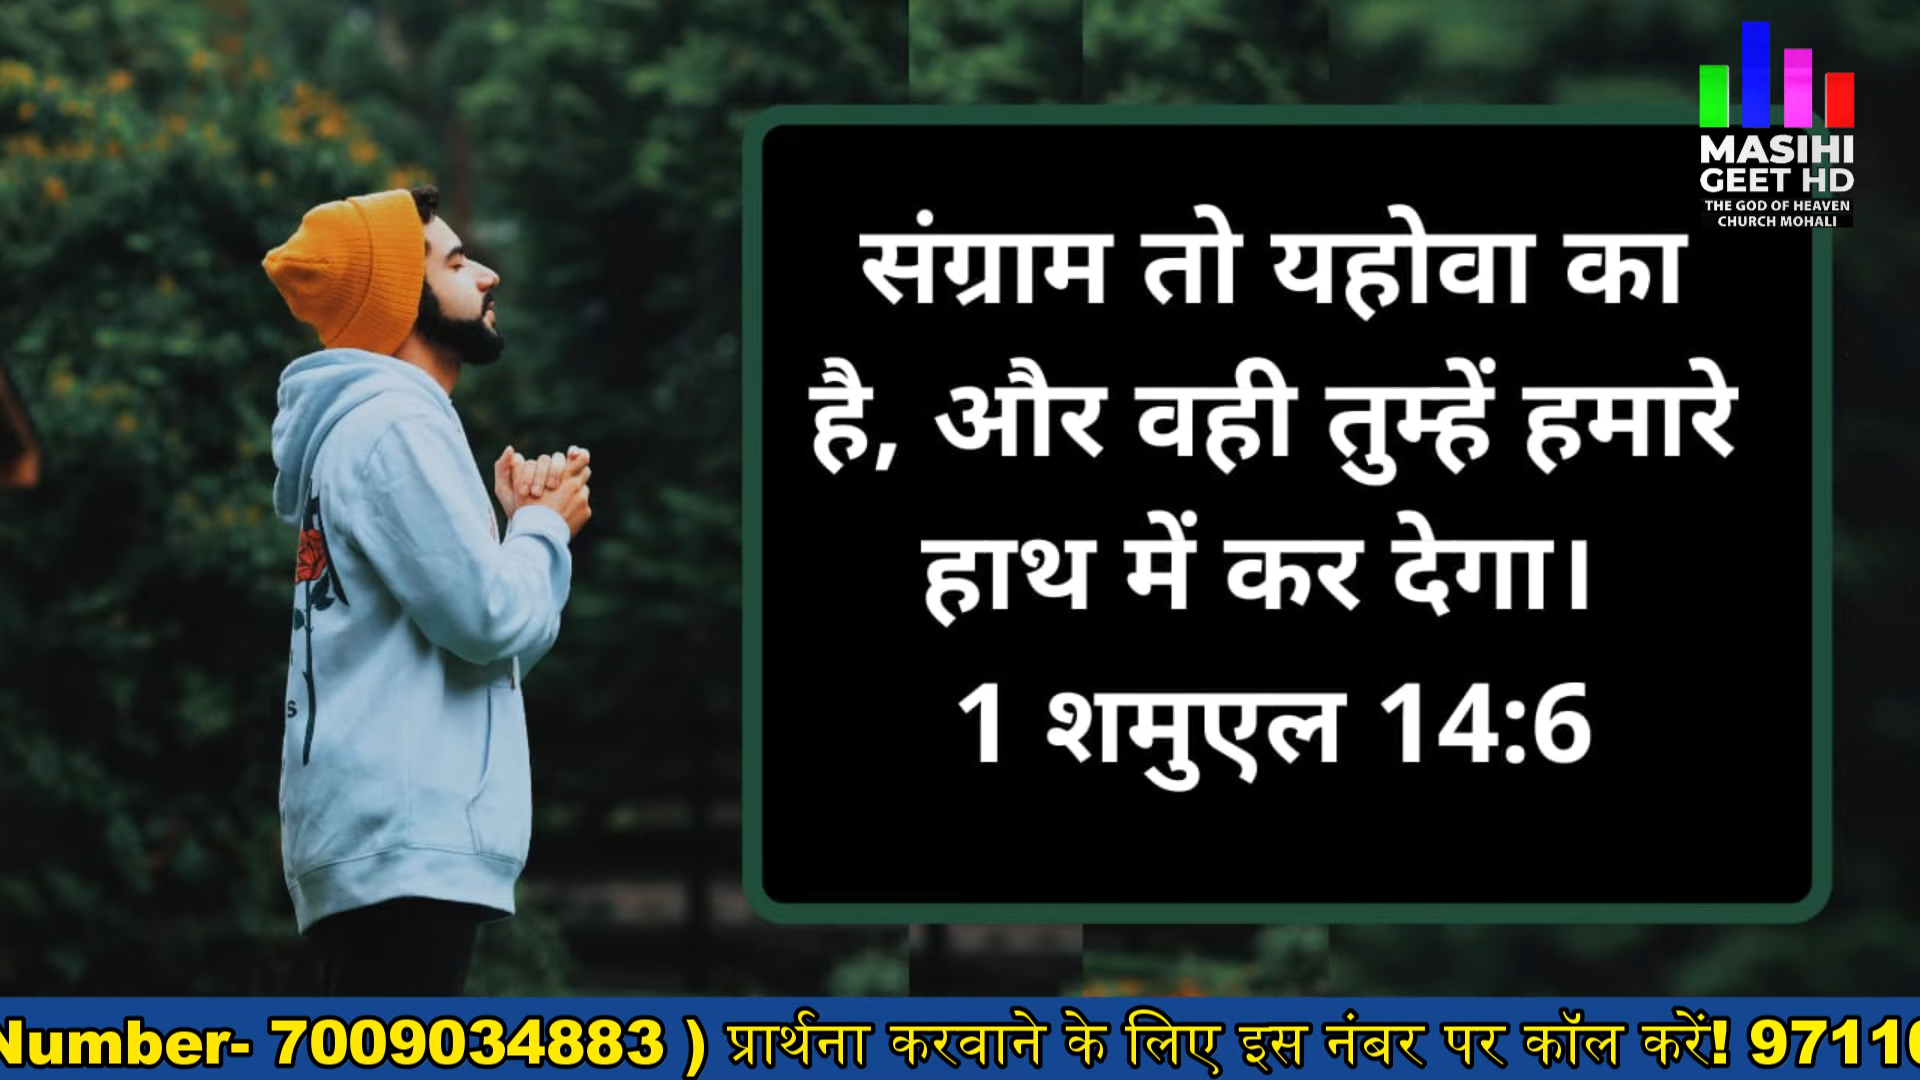 MASIHI
GEET HD
THE GOD OF HEAVEN
CHURCH MOHALI
संग्राम तो यहोवा का
है, और वही तुम्हें हमारे
हाथ में कर देगा।
1 शमुएल 14:6
Number- 7009034883 ) प्रार्थना करवाने के लिए इस नंबर पर कॉल करें! 9711